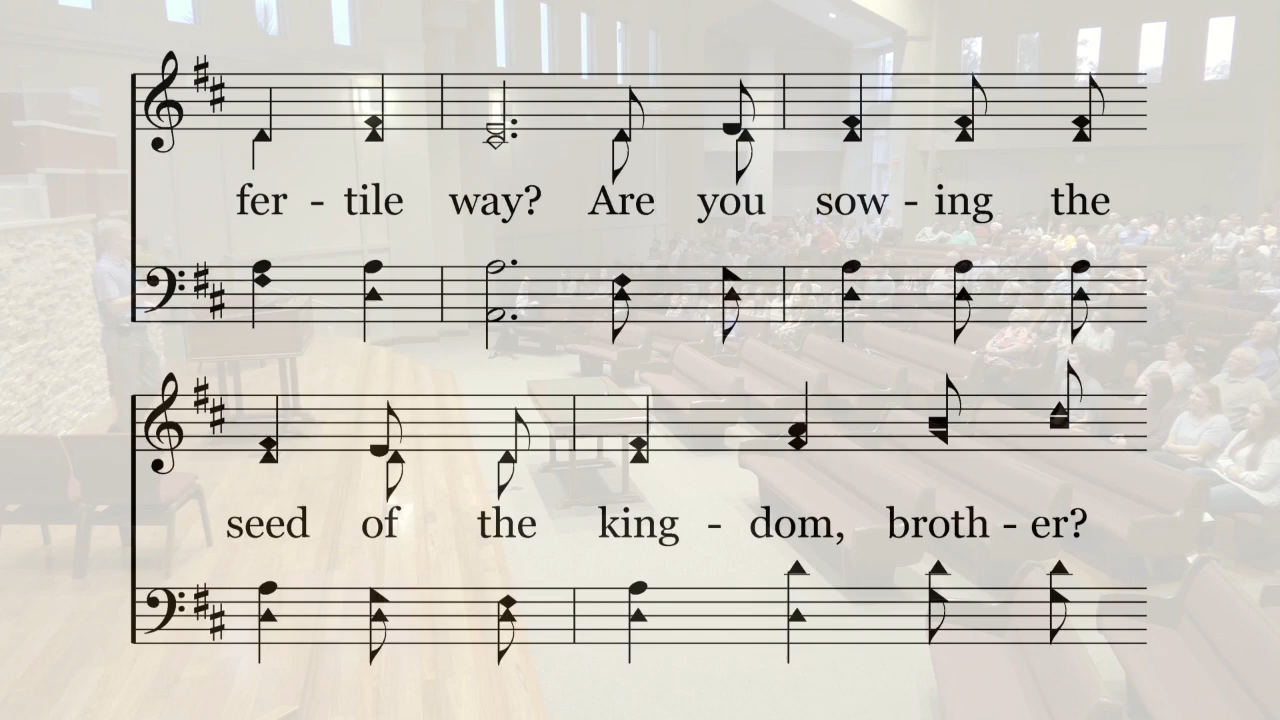 fer - tile way? Are you sow - ing the
seed of the king - dom, broth - er?